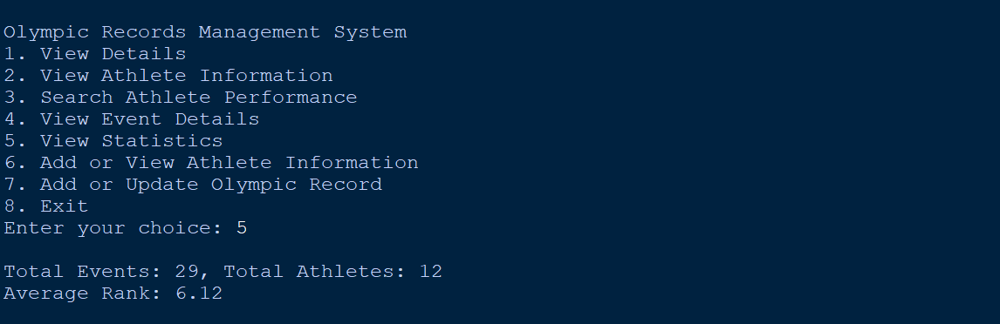 Olympic Records Management System
1. View Details
2. View Athlete Information
3. Search Athlete Performance
4. View Event Details
5. View Statistics
6. Add or View Athlete Information
7. Add or Update Olympic Record
8. Exit
Enter your choice: 5
Total Events: 29, Total Athletes: 12
Average Rank: 6.12